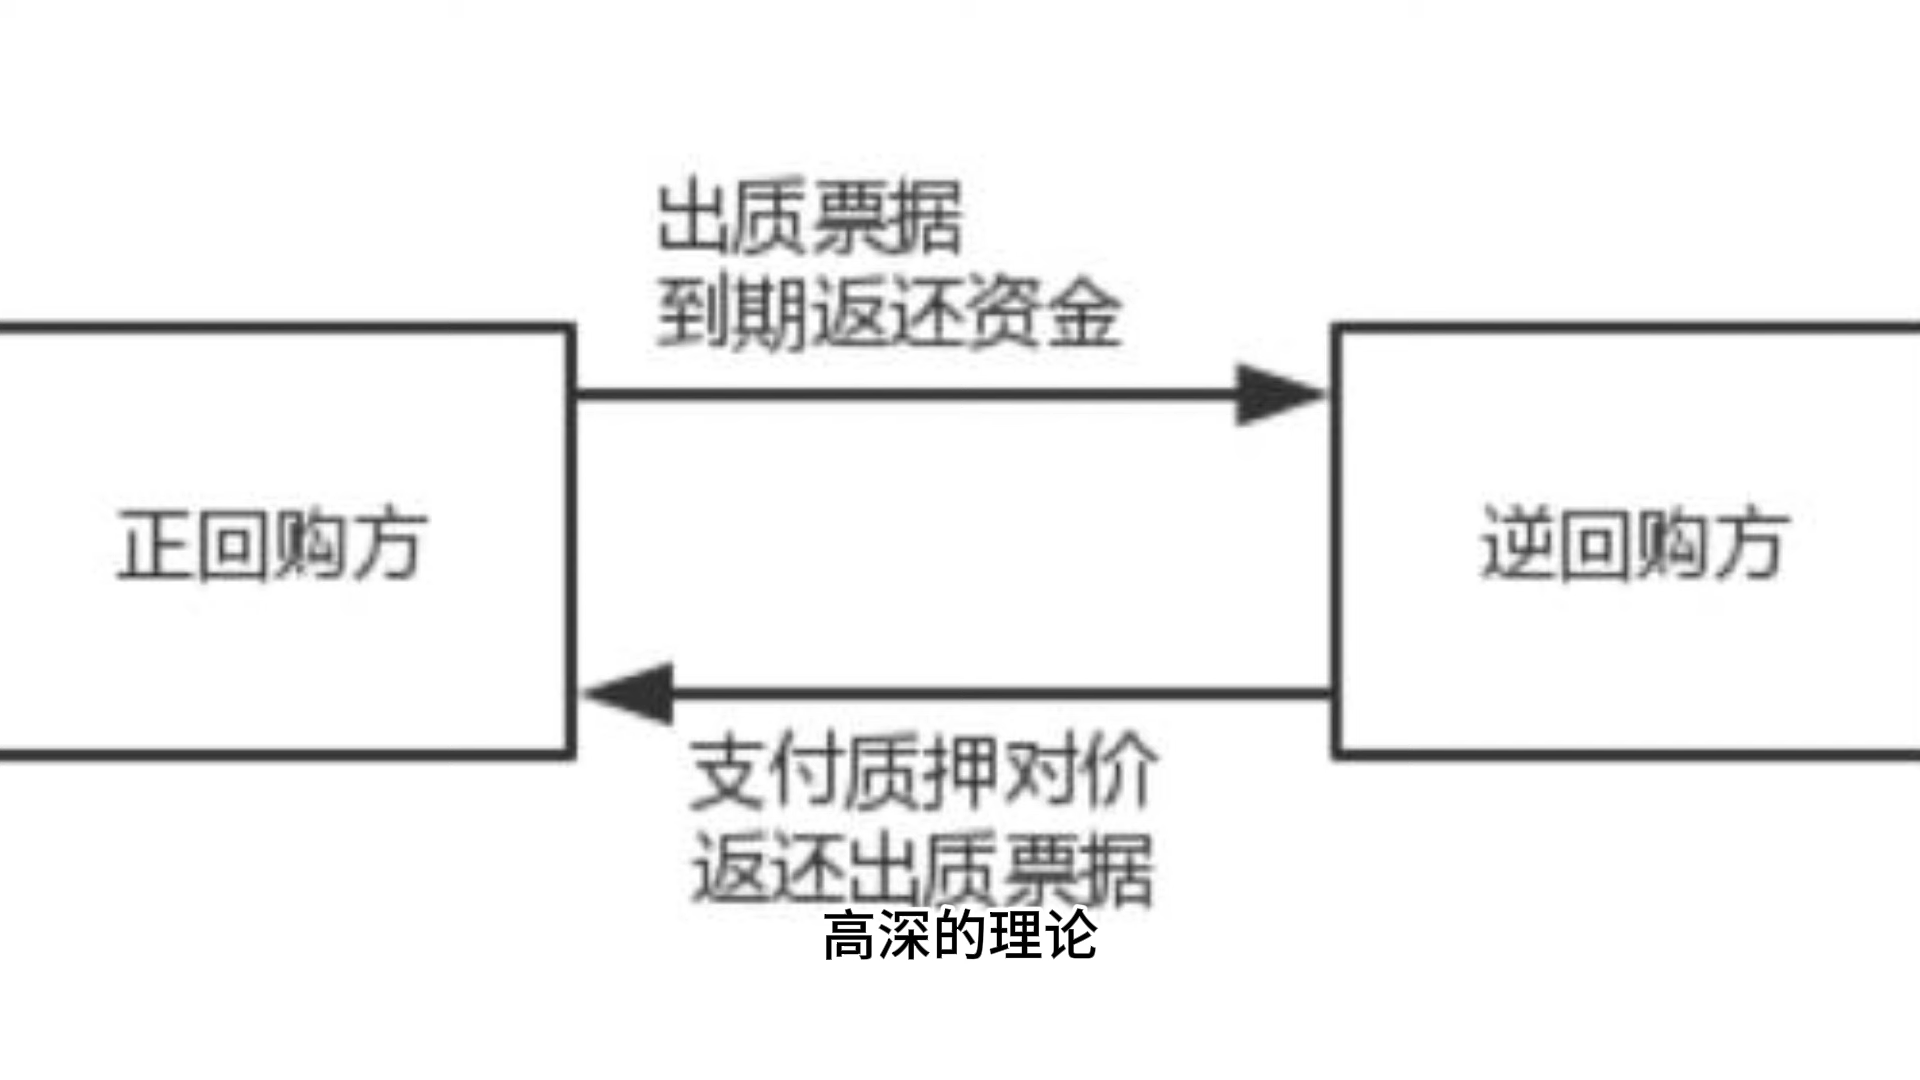 出质票据
到期返还资金
正回购方
逆回购方
支付质押对价
返还出质票据
高深的理论